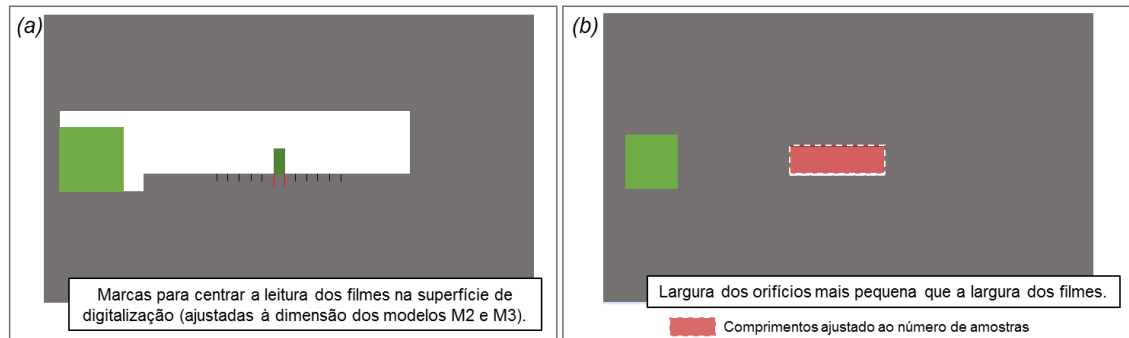 (a)
Marcas para centrar a leitura dos filmes na superfície de
digitalização (ajustadas à dimensão dos modelos M2 e M3).
(b)
Largura dos orifícios mais pequena que a largura dos filmes.
Comprimentos ajustado ao número de amostras